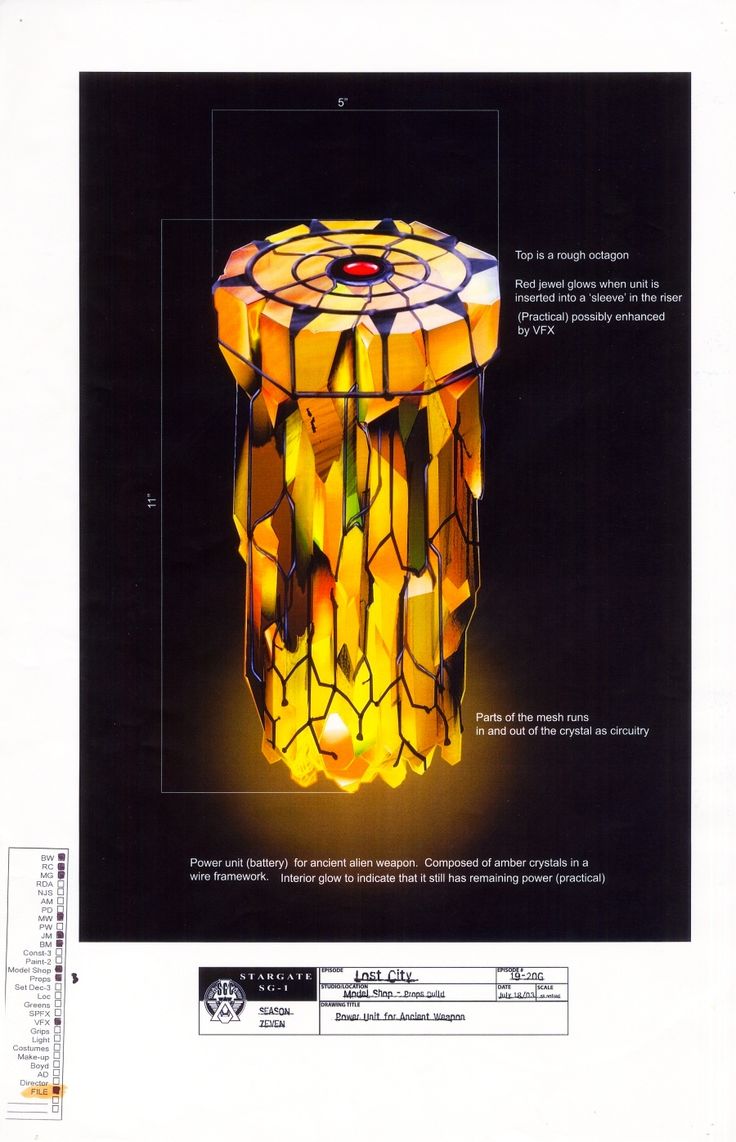 5"
Top is a rough octagon
Red jewel glows when unit is
inserted into a 'sleeve' in the riser
(Practical) possibly enhanced
by VFX
11"
Parts of the mesh runs
in and out of the crystal as circuitry
Power unit (battery) for ancient alien weapon. Composed of amber crystals in a
wire framework. Interior glow to indicate that it still has remaining power (practical)
BW
RC
MG
RDA
NJS
AM
PD
MW
PW
JM
BM
Const-3
Paint-2
Model Shop
Props 3
Set Dec-3
Loc
Greens
SPFX
VFX
Grips
Light
Costumes
Make-up
Boyd
AD
Director
FILE
STARGATE
SG-1
SGC
SEASON
7EVEN
EPISODE
Lost City
EPISODE #
19-20G
STUDIO/LOCATION
Model Shop - Props Build
DATE
July 18/03
SCALE
DRAWING TITLE
Power Unit for Ancient Weapon